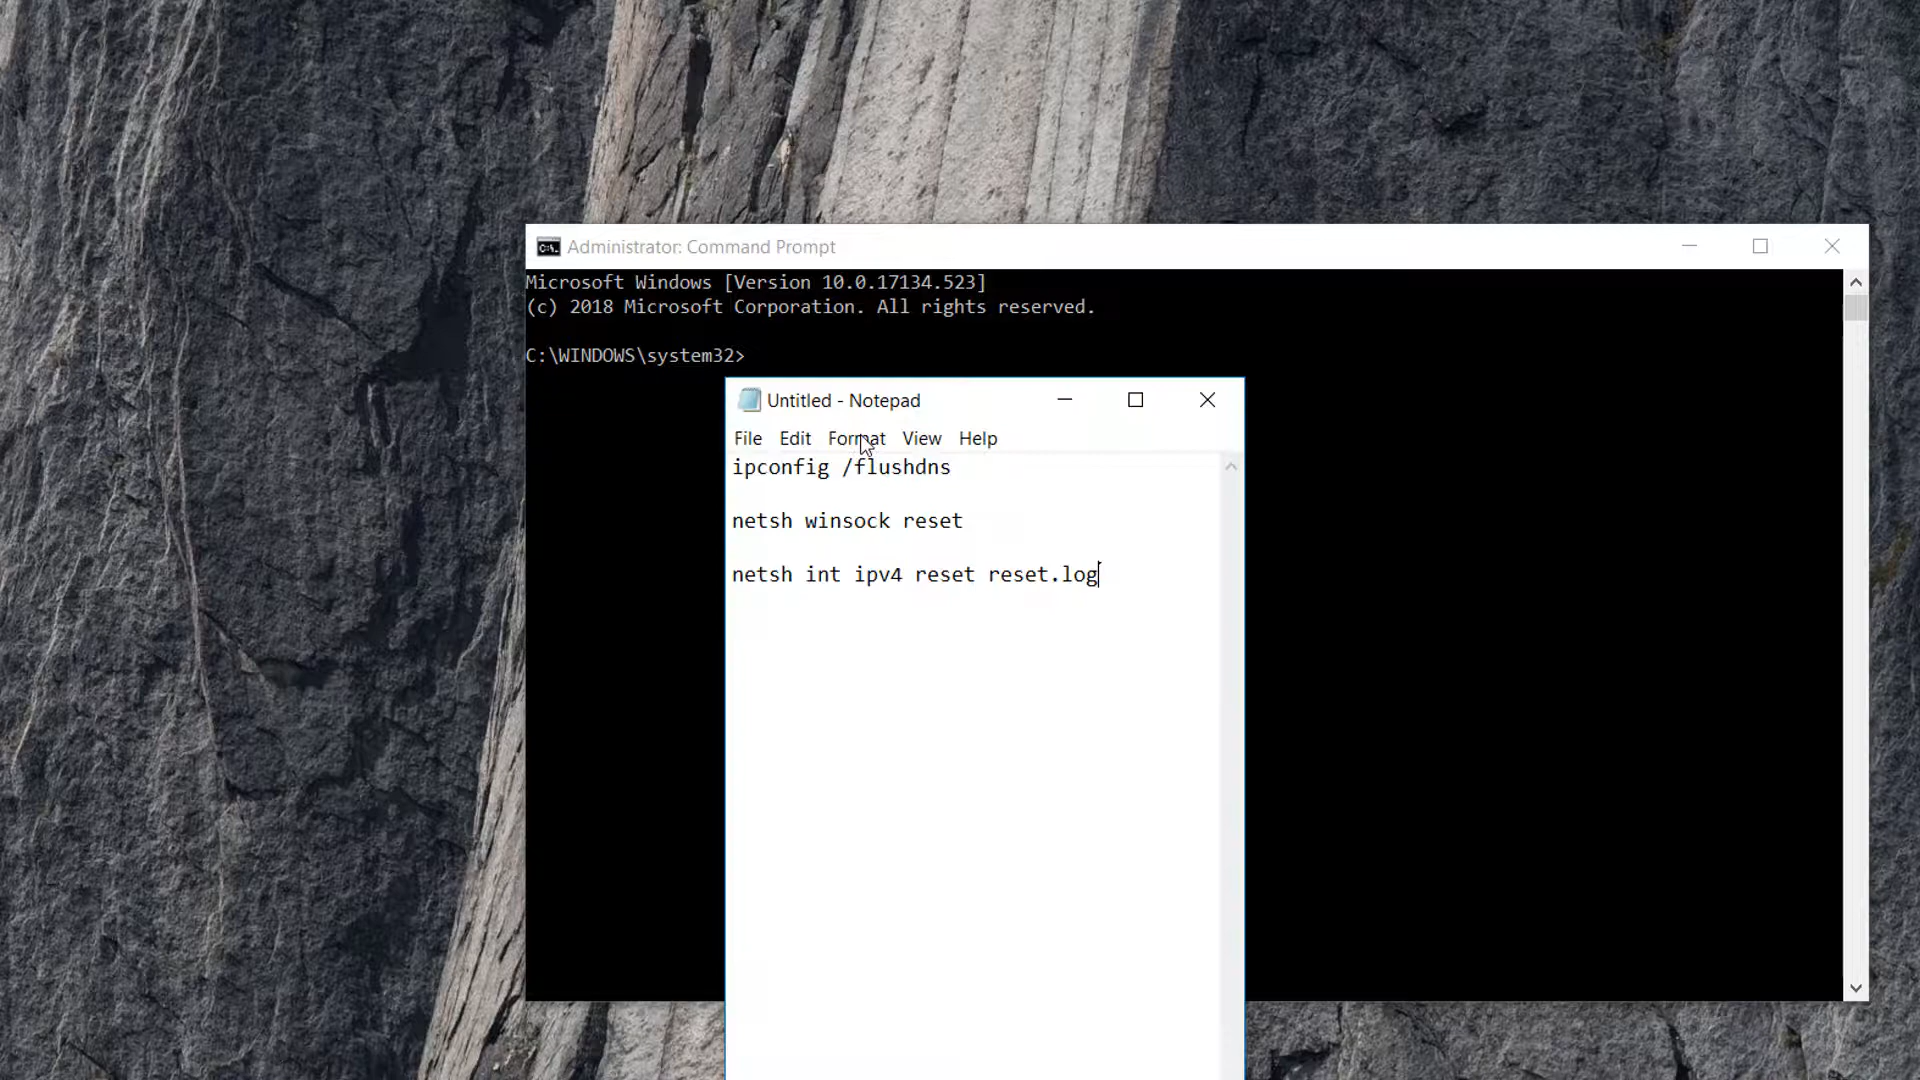 Administrator: Command Prompt
Microsoft Windows [Version 10.0.17134.523]
(c) 2018 Microsoft Corporation. All rights reserved.
C:\WINDOWS\system32>
Untitled - Notepad
File Edit Format View Help
ipconfig /flushdns
netsh winsock reset
netsh int ipv4 reset reset.log